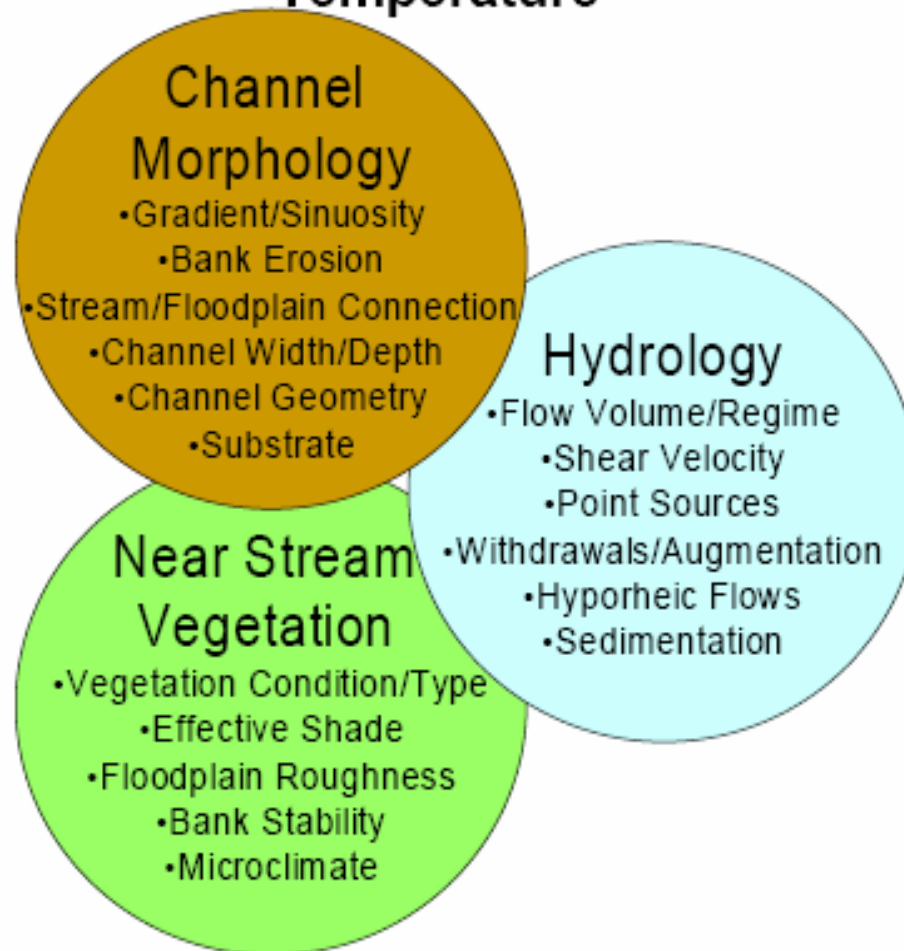 Temperature
Channel
Morphology
•Gradient/Sinuosity
•Bank Erosion
•Stream/Floodplain Connection
•Channel Width/Depth
•Channel Geometry
•Substrate
Hydrology
•Flow Volume/Regime
•Shear Velocity
•Point Sources
•Withdrawals/Augmentation
•Hyporheic Flows
•Sedimentation
Near Stream
Vegetation
•Vegetation Condition/Type
•Effective Shade
•Floodplain Roughness
•Bank Stability
•Microclimate